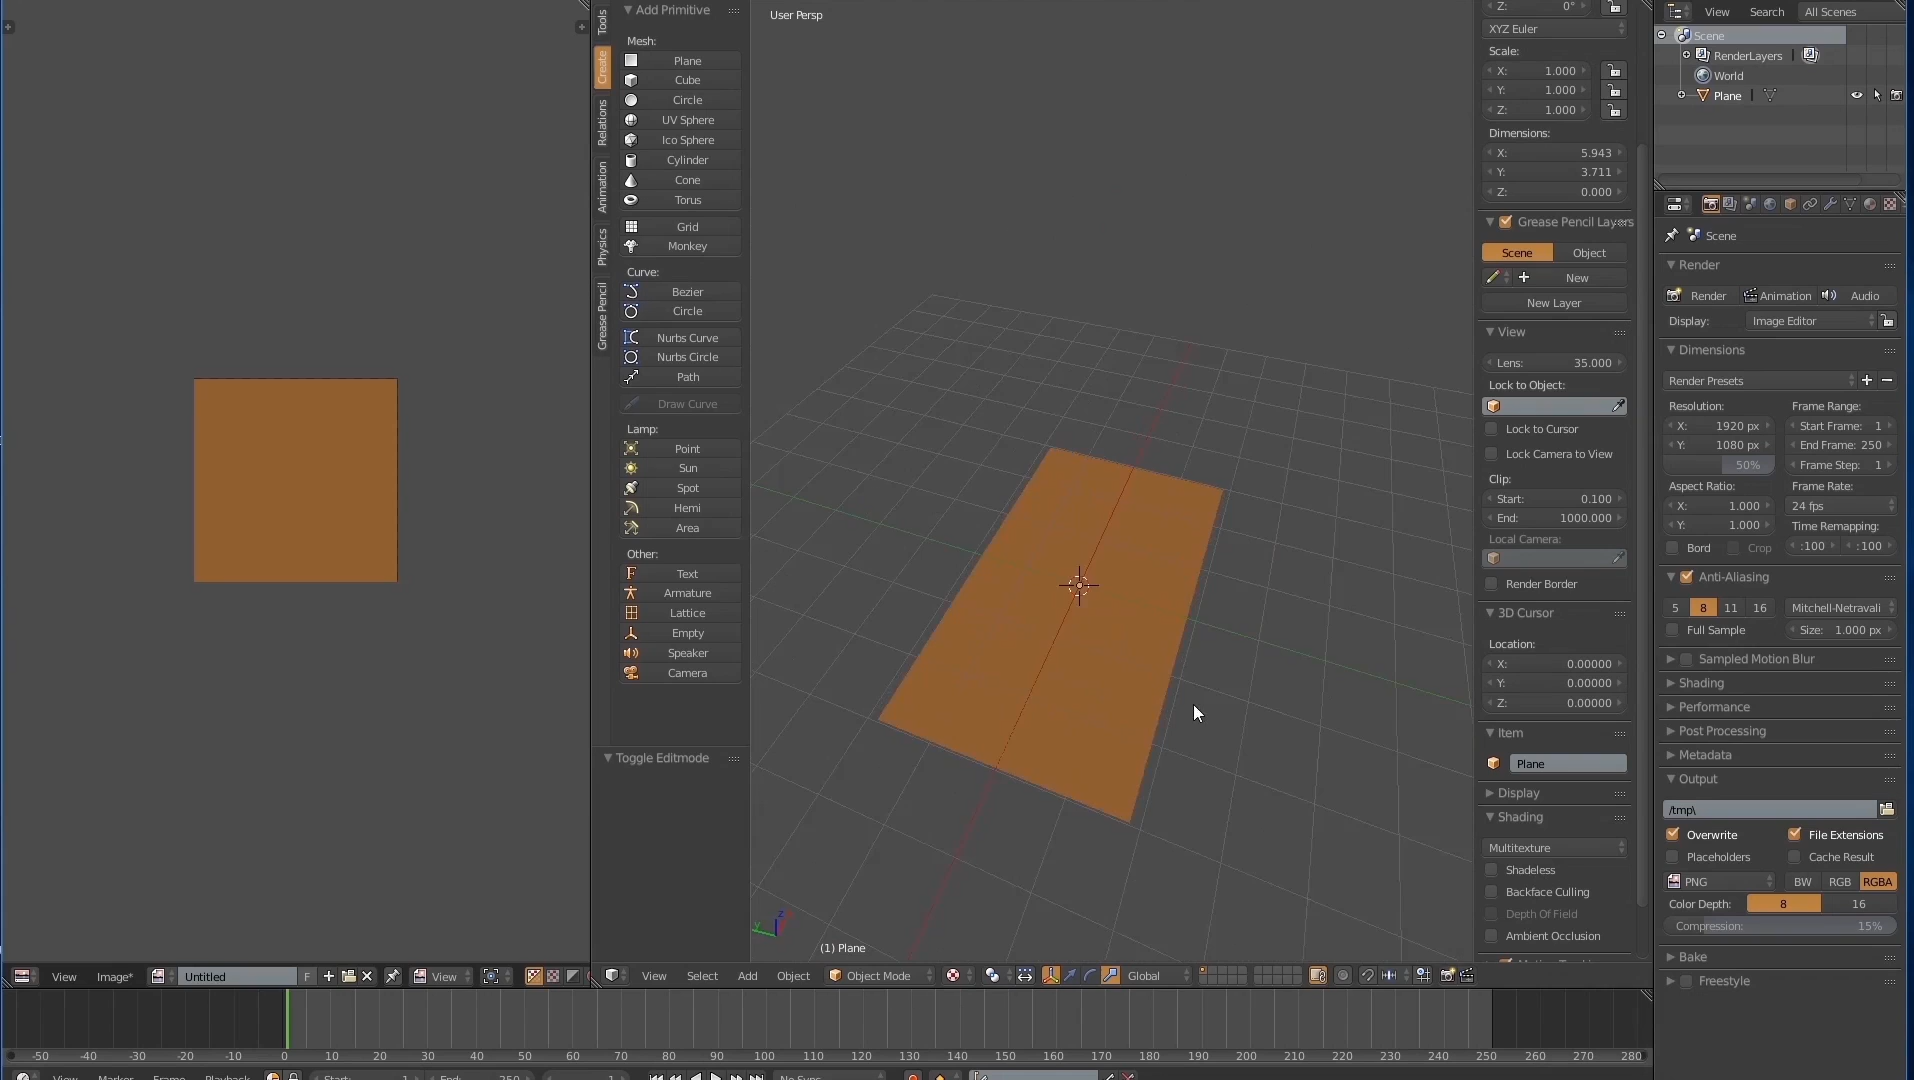 Tools
Create
Relations
Animation
Physics
Grease Pencil
Add Primitive
Mesh:
Plane
Cube
Circle
UV Sphere
Ico Sphere
Cylinder
Cone
Torus
Grid
Monkey
Curve:
Bezier
Circle
Nurbs Curve
Nurbs Circle
Path
Draw Curve
Lamp:
Point
Sun
Spot
Hemi
Area
Other:
Text
Armature
Lattice
Empty
Speaker
Camera
Toggle Editmode
User Persp
(1) Plane
Z: 0°
XYZ Euler
Scale:
X: 1.000
Y: 1.000
Z: 1.000
Dimensions:
X: 5.943
Y: 3.711
Z: 0.000
Grease Pencil Layers
Scene Object
New
New Layer
View
Lens: 35.000
Lock to Object:
Lock to Cursor
Lock Camera to View
Clip:
Start: 0.100
End: 1000.000
Local Camera:
Render Border
3D Cursor
Location:
X: 0.00000
Y: 0.00000
Z: 0.00000
Item
Plane
Display
Shading
Multitexture
Shadeless
Backface Culling
Depth Of Field
Ambient Occlusion
View Search All Scenes
Scene
RenderLayers
World
Plane
Scene
Render
Render Animation Audio
Display: Image Editor
Dimensions
Render Presets
Resolution: Frame Range:
X: 1920 px Start Frame: 1
Y: 1080 px End Frame: 250
50% Frame Step: 1
Aspect Ratio: Frame Rate:
X: 1.000 24 fps
Y: 1.000 Time Remapping:
Bord Crop :100 :100
Anti-Aliasing
5 8 11 16 Mitchell-Netravali
Full Sample Size: 1.000 px
Sampled Motion Blur
Shading
Performance
Post Processing
Metadata
Output
/tmp\
Overwrite File Extensions
Placeholders Cache Result
PNG BW RGB RGBA
Color Depth: 8 16
Compression: 15%
Bake
Freestyle
View Image* Untitled F View
View Select Add Object Object Mode Global
-50 -40 -30 -20 -10 0 10 20 30 40 50 60 70 80 90 100 110 120 130 140 150 160 170 180 190 200 210 220 230 240 250 260 270 280
View Marker Frame Playback Start: 1 End: 250 1 No Sync